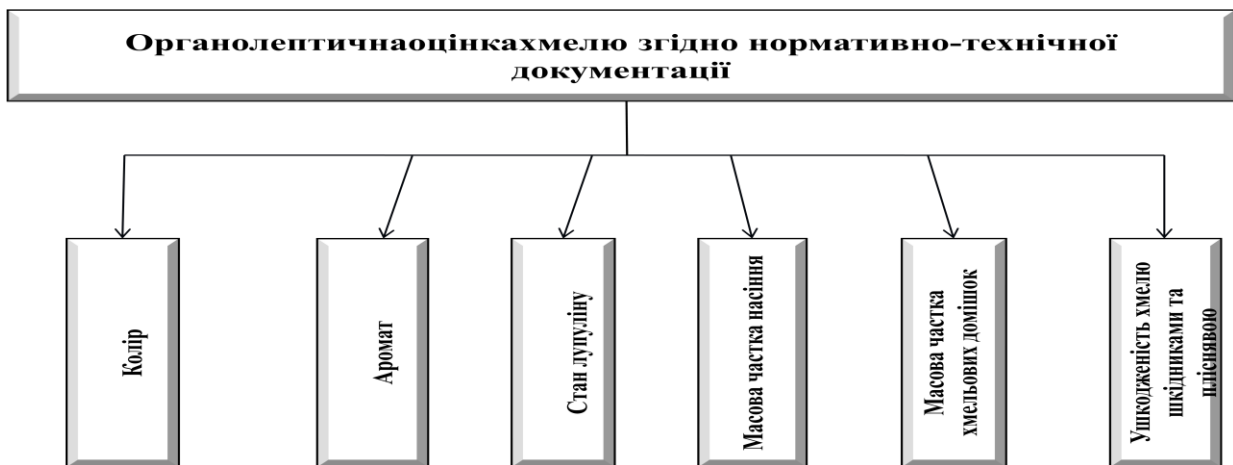 Органолептичнаоцінкахмелю згідно нормативно-технічної
документації
Колір
Аромат
Стан лупуліну
Масова частка насіння
Масова частка
хмельових домішок
Ушкодженість хмелю
шкідниками та
пліснявою